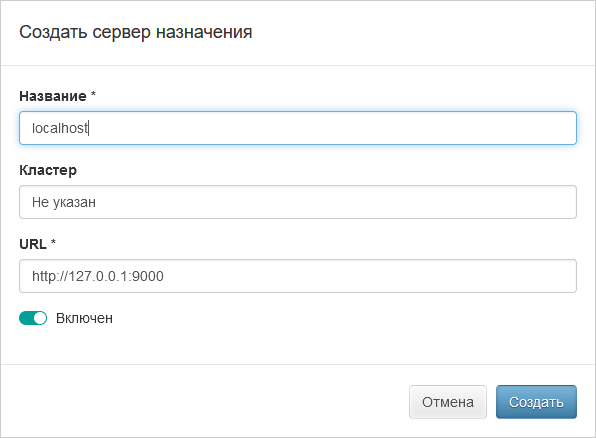 Создать сервер назначения
Название *
localhost
Кластер
Не указан
URL *
http://127.0.0.1:9000
Включен
Отмена Создать